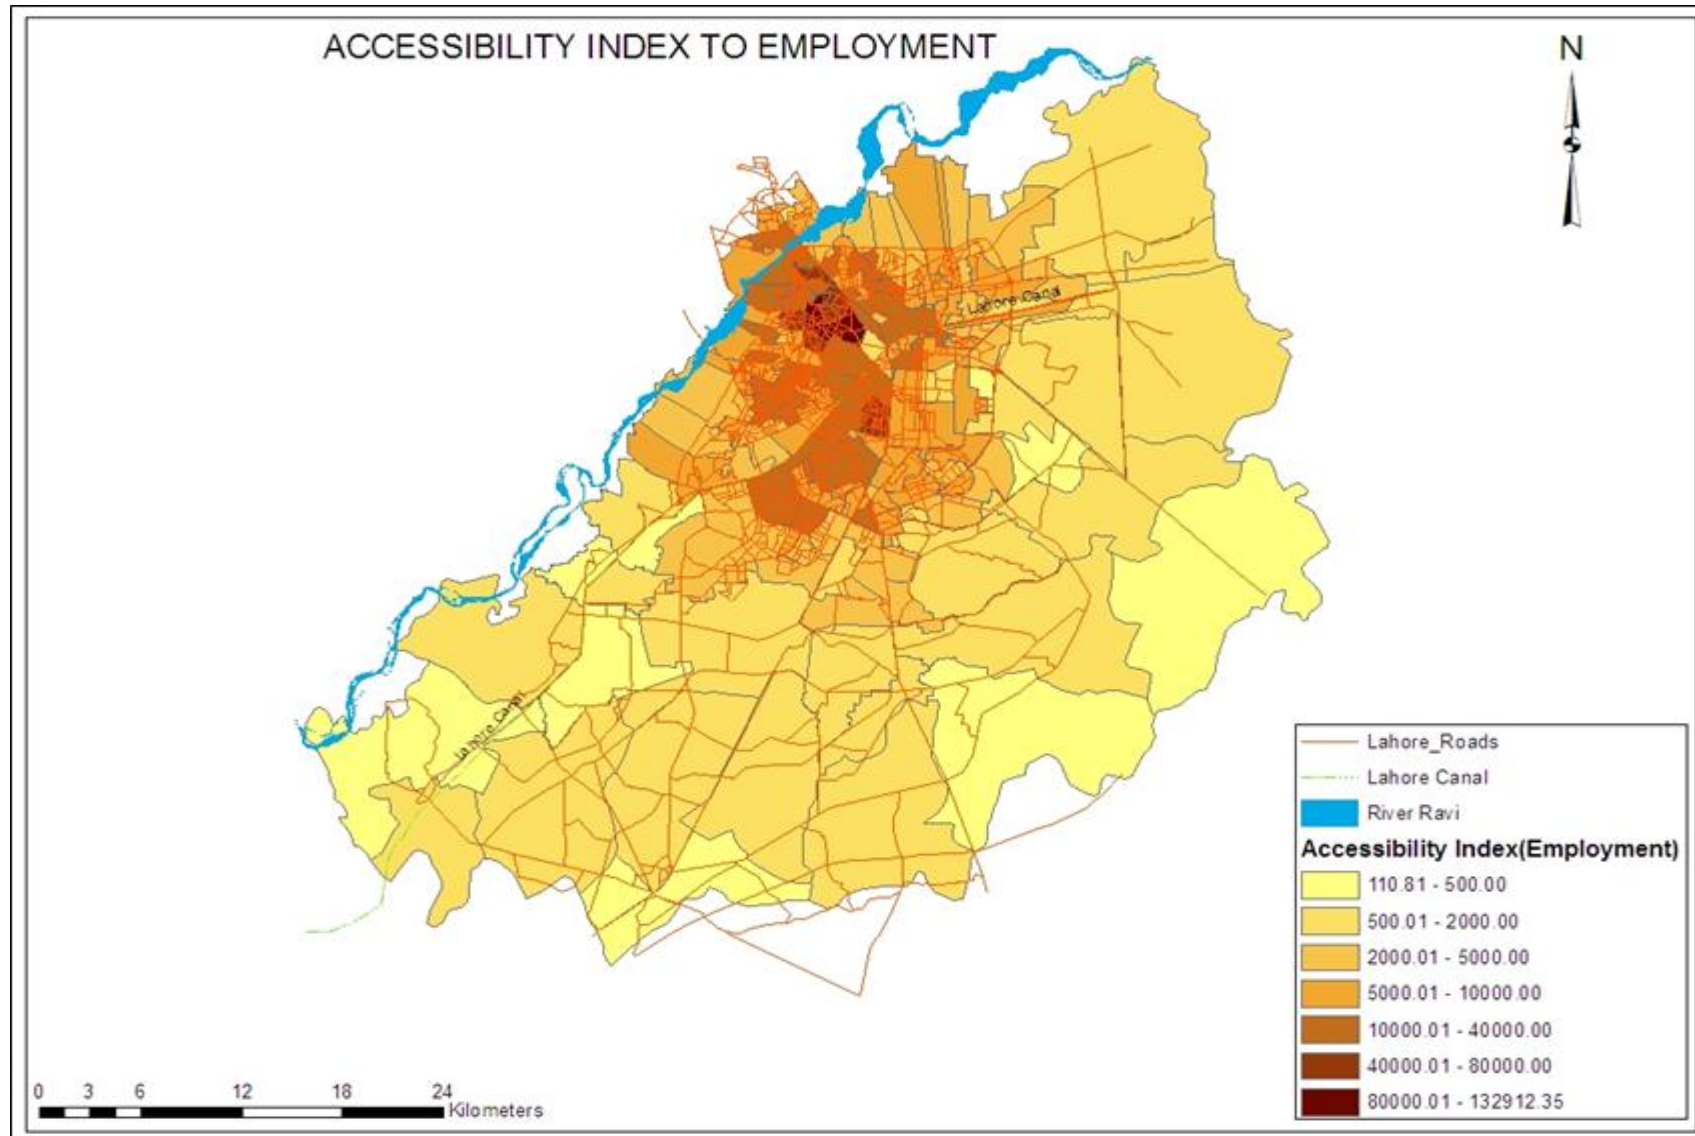 ACCESSIBILITY INDEX TO EMPLOYMENT
N
Lahore Canal
Lahore Canal
Lahore_Roads
Lahore Canal
River Ravi
Accessibility Index(Employment)
110.81 - 500.00
500.01 - 2000.00
2000.01 - 5000.00
5000.01 - 10000.00
10000.01 - 40000.00
40000.01 - 80000.00
80000.01 - 132912.35
0 3 6 12 18 24
Kilometers